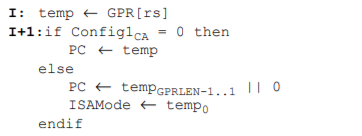 I: temp ← GPR[rs]
I+1:if Config1CA = 0 then
PC ← temp
else
PC ← tempGPRLEN-1..1 || 0
ISAMode ← temp0
endif